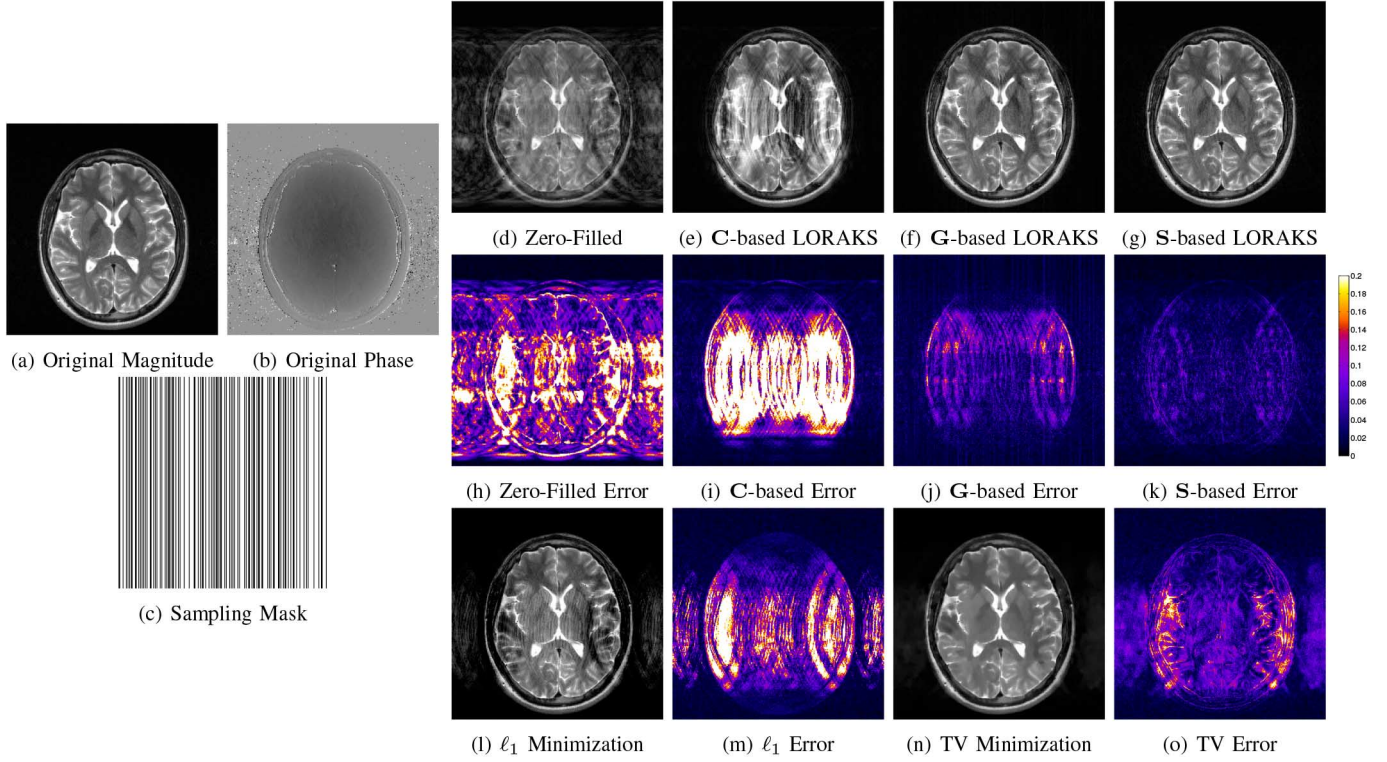 (d) Zero-Filled
(e) C-based LORAKS
(f) G-based LORAKS
(g) S-based LORAKS
(a) Original Magnitude
(b) Original Phase
0.2
0.18
0.16
0.14
0.12
0.1
0.08
0.06
0.04
0.02
0
(h) Zero-Filled Error
(i) C-based Error
(j) G-based Error
(k) S-based Error
(c) Sampling Mask
(l) ℓ₁ Minimization
(m) ℓ₁ Error
(n) TV Minimization
(o) TV Error